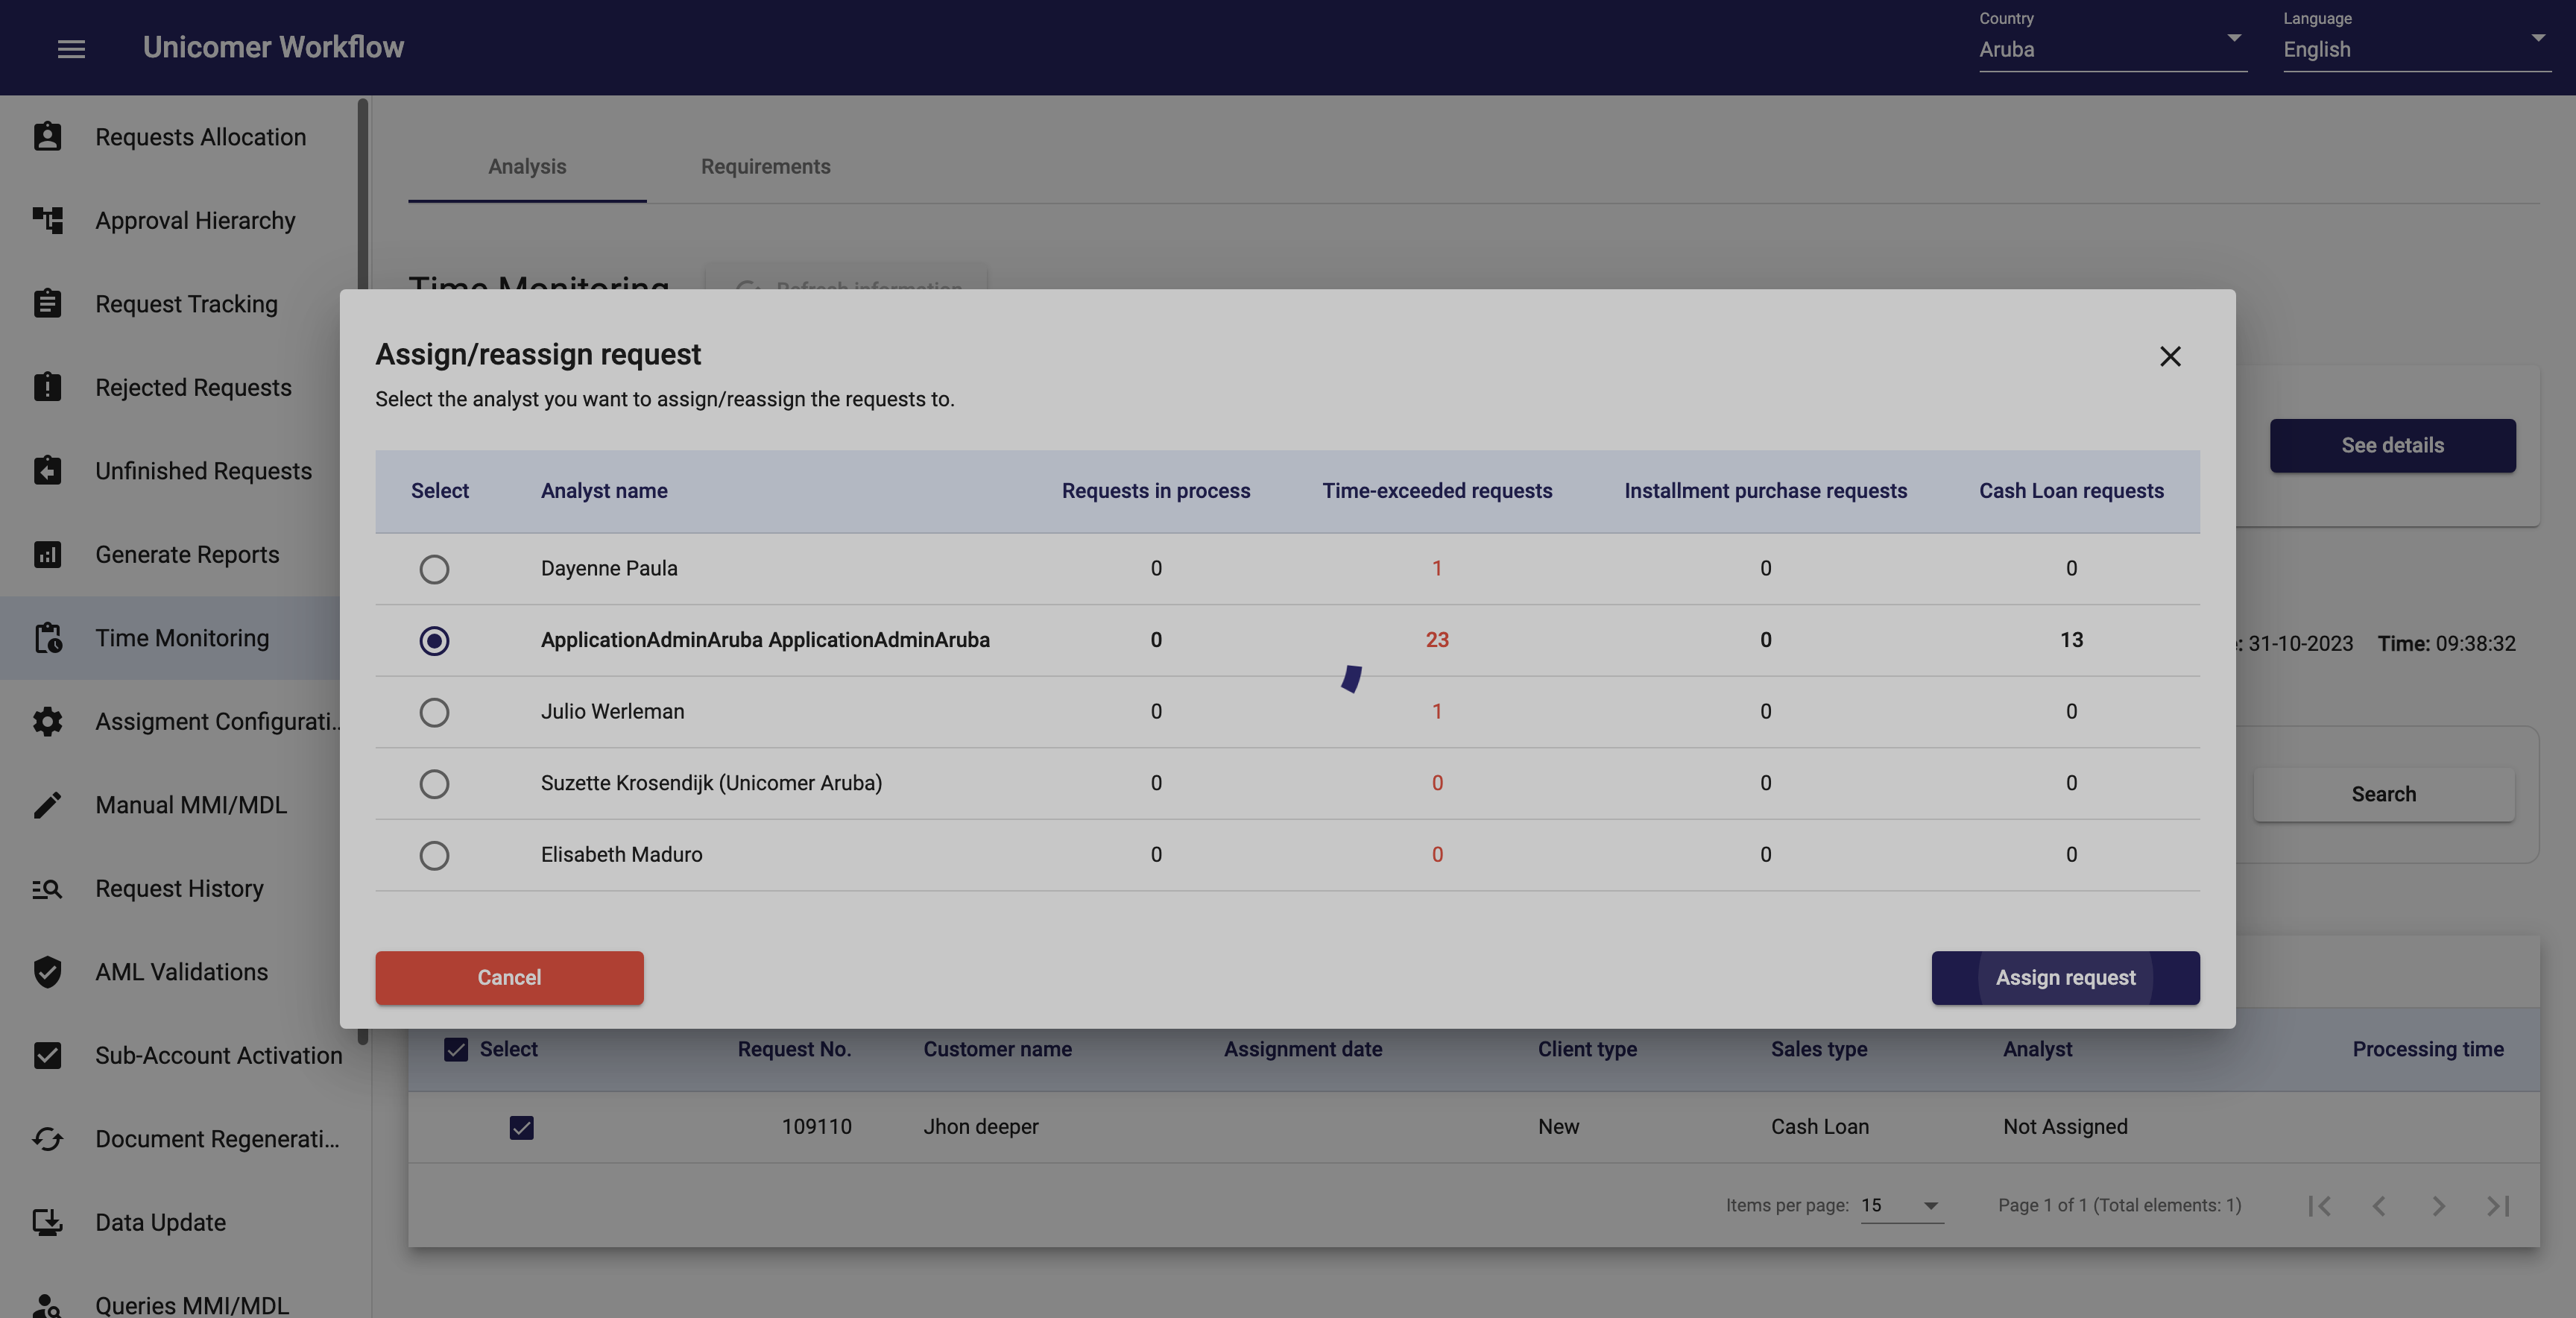 Unicomer Workflow
Country
Aruba
Language
English
Requests Allocation
Approval Hierarchy
Request Tracking
Rejected Requests
Unfinished Requests
Generate Reports
Time Monitoring
Assigment Configurati...
Manual MMI/MDL
Request History
AML Validations
Sub-Account Activation
Document Regenerati...
Data Update
Queries MMI/MDL
Analysis Requirements
Time Monitoring Refresh information
See details
: 31-10-2023 Time: 09:38:32
Search
Assign/reassign request
Select the analyst you want to assign/reassign the requests to.
Select Analyst name Requests in process Time-exceeded requests Installment purchase requests Cash Loan requests
Dayenne Paula 0 1 0 0
ApplicationAdminAruba ApplicationAdminAruba 0 23 0 13
Julio Werleman 0 1 0 0
Suzette Krosendijk (Unicomer Aruba) 0 0 0 0
Elisabeth Maduro 0 0 0 0
Cancel Assign request
Select Request No. Customer name Assignment date Client type Sales type Analyst Processing time
109110 Jhon deeper New Cash Loan Not Assigned
Items per page: 15 Page 1 of 1 (Total elements: 1)